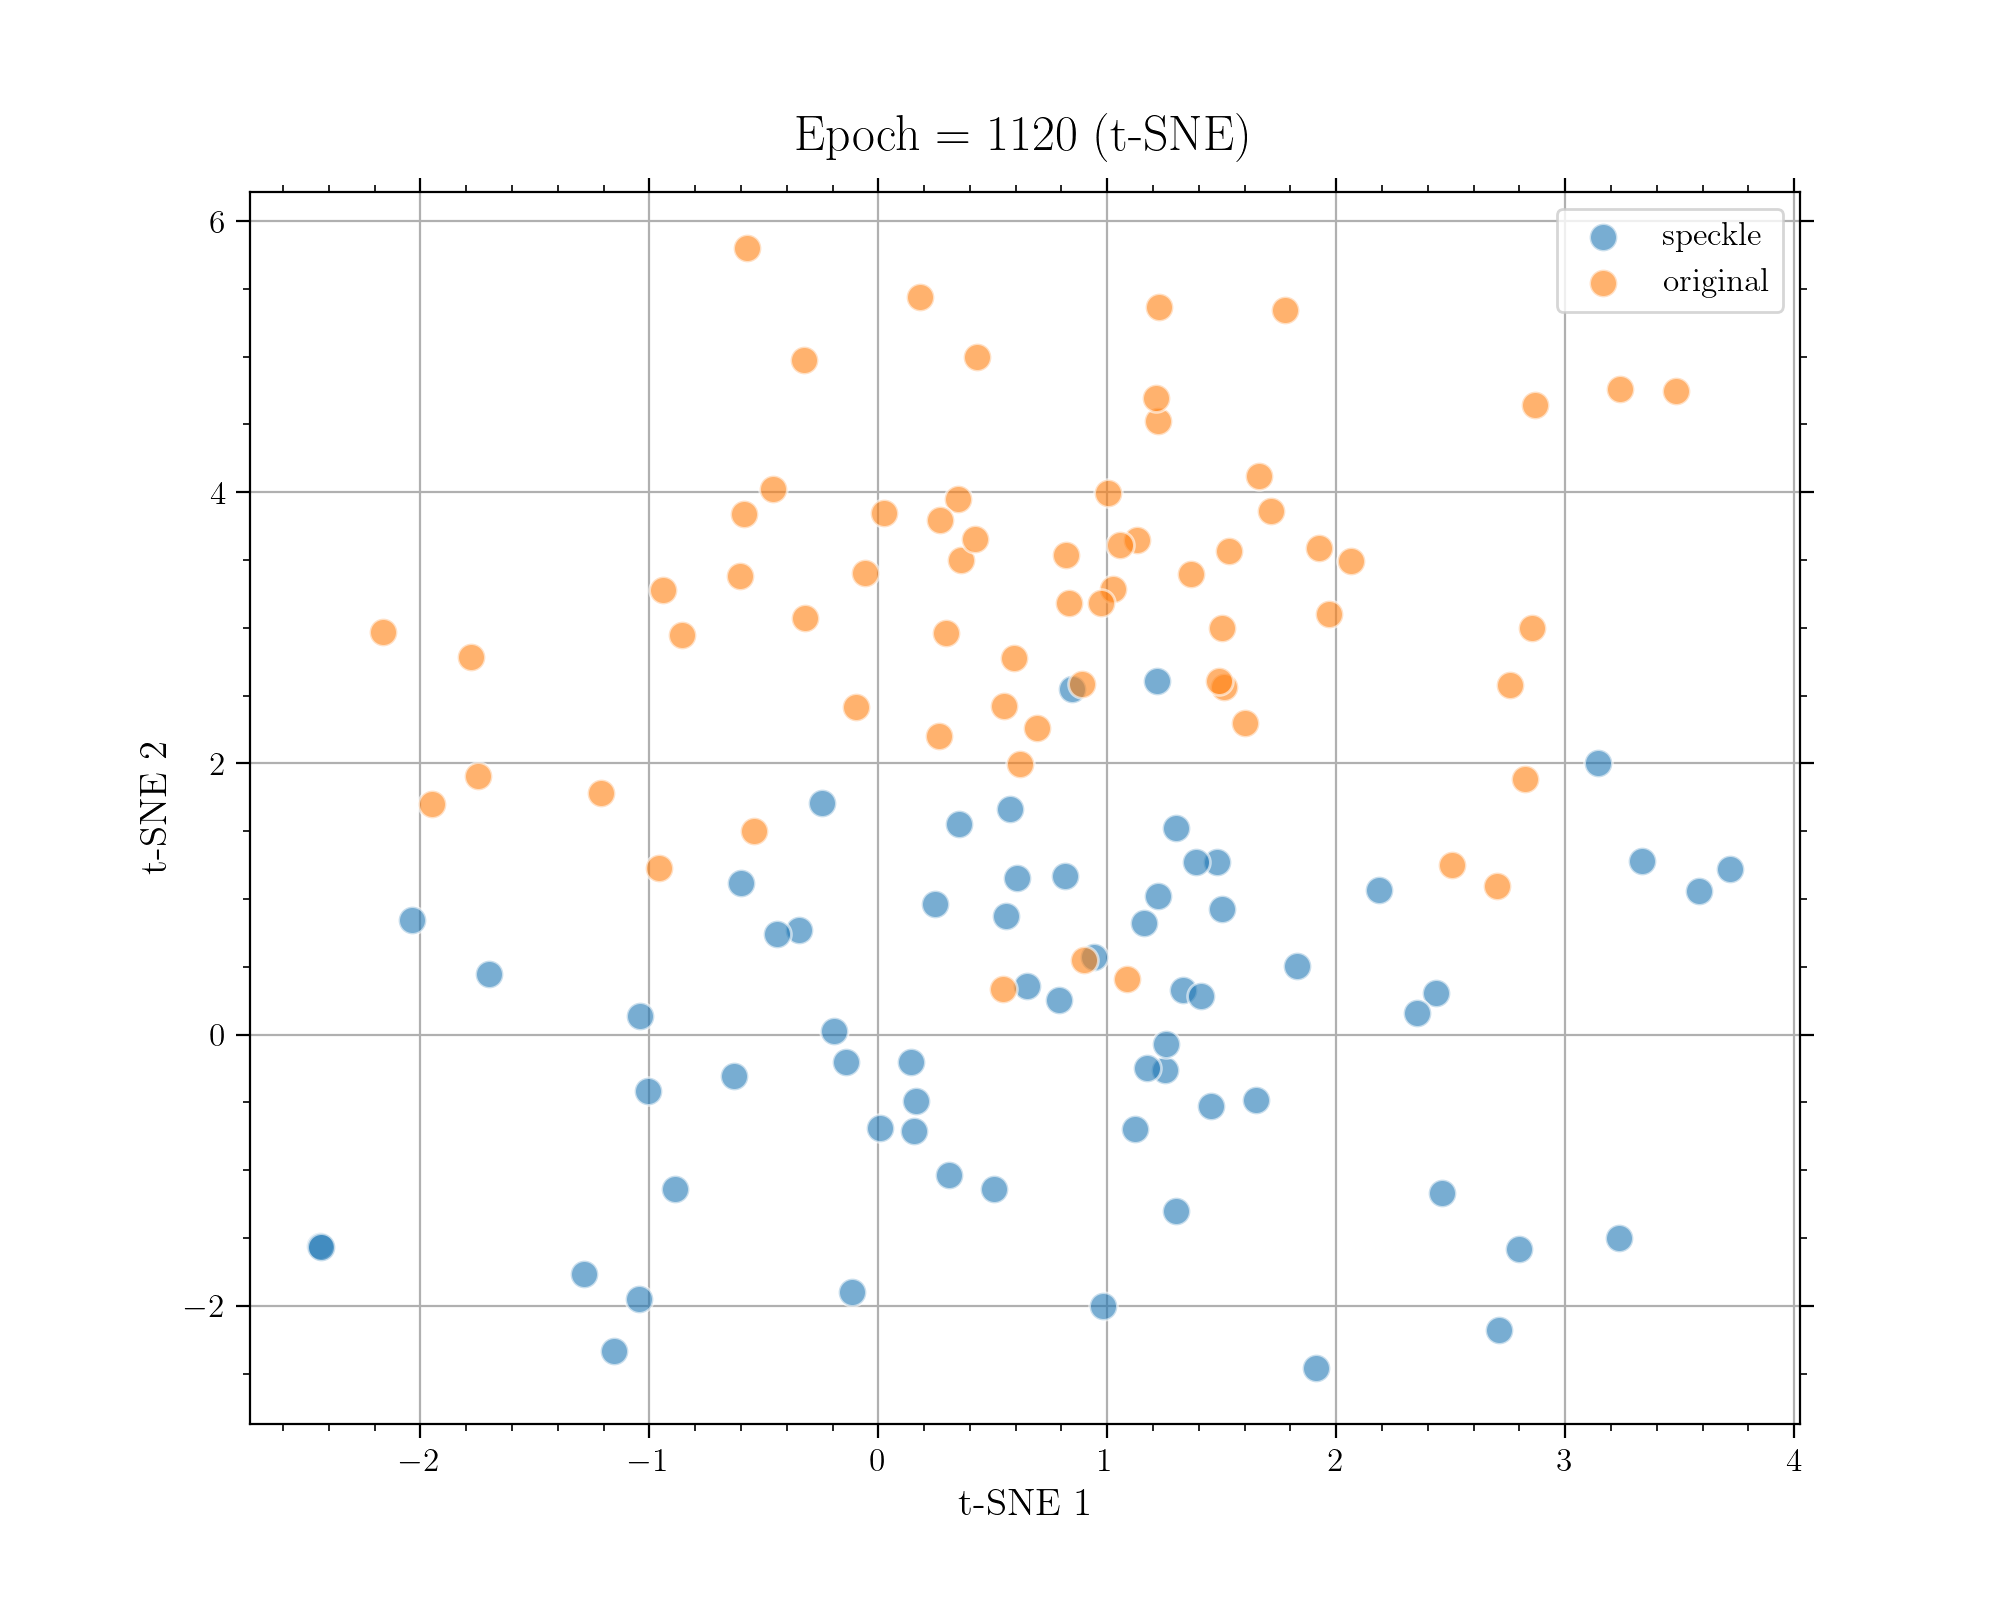 Epoch = 1120 (t-SNE)
speckle
original
6
4
2
0
−2
t-SNE 2
−2 −1 0 1 2 3 4
t-SNE 1